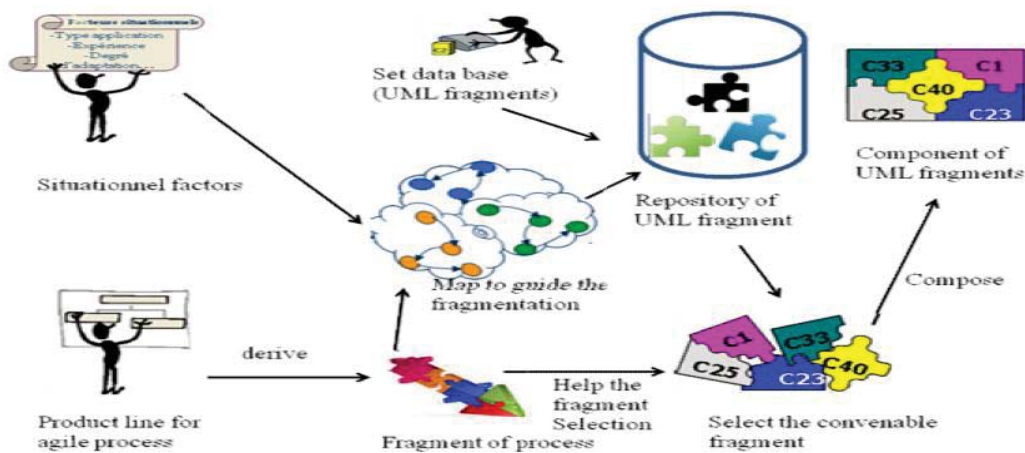 Facteurs situationnels
-Type application
-Expérience
-Degré
d'adaptation...
Set data base
(UML fragments)
C33
C1
C40
C25
C23
Situationnel factors
Repository of
UML fragment
Component of
UML fragments
Map to guide the
fragmentation
Compose
derive
Product line for
agile process
Fragment of process
Help the
fragment
Selection
C1
C33
C25
C23
C40
Select the convenable
fragment